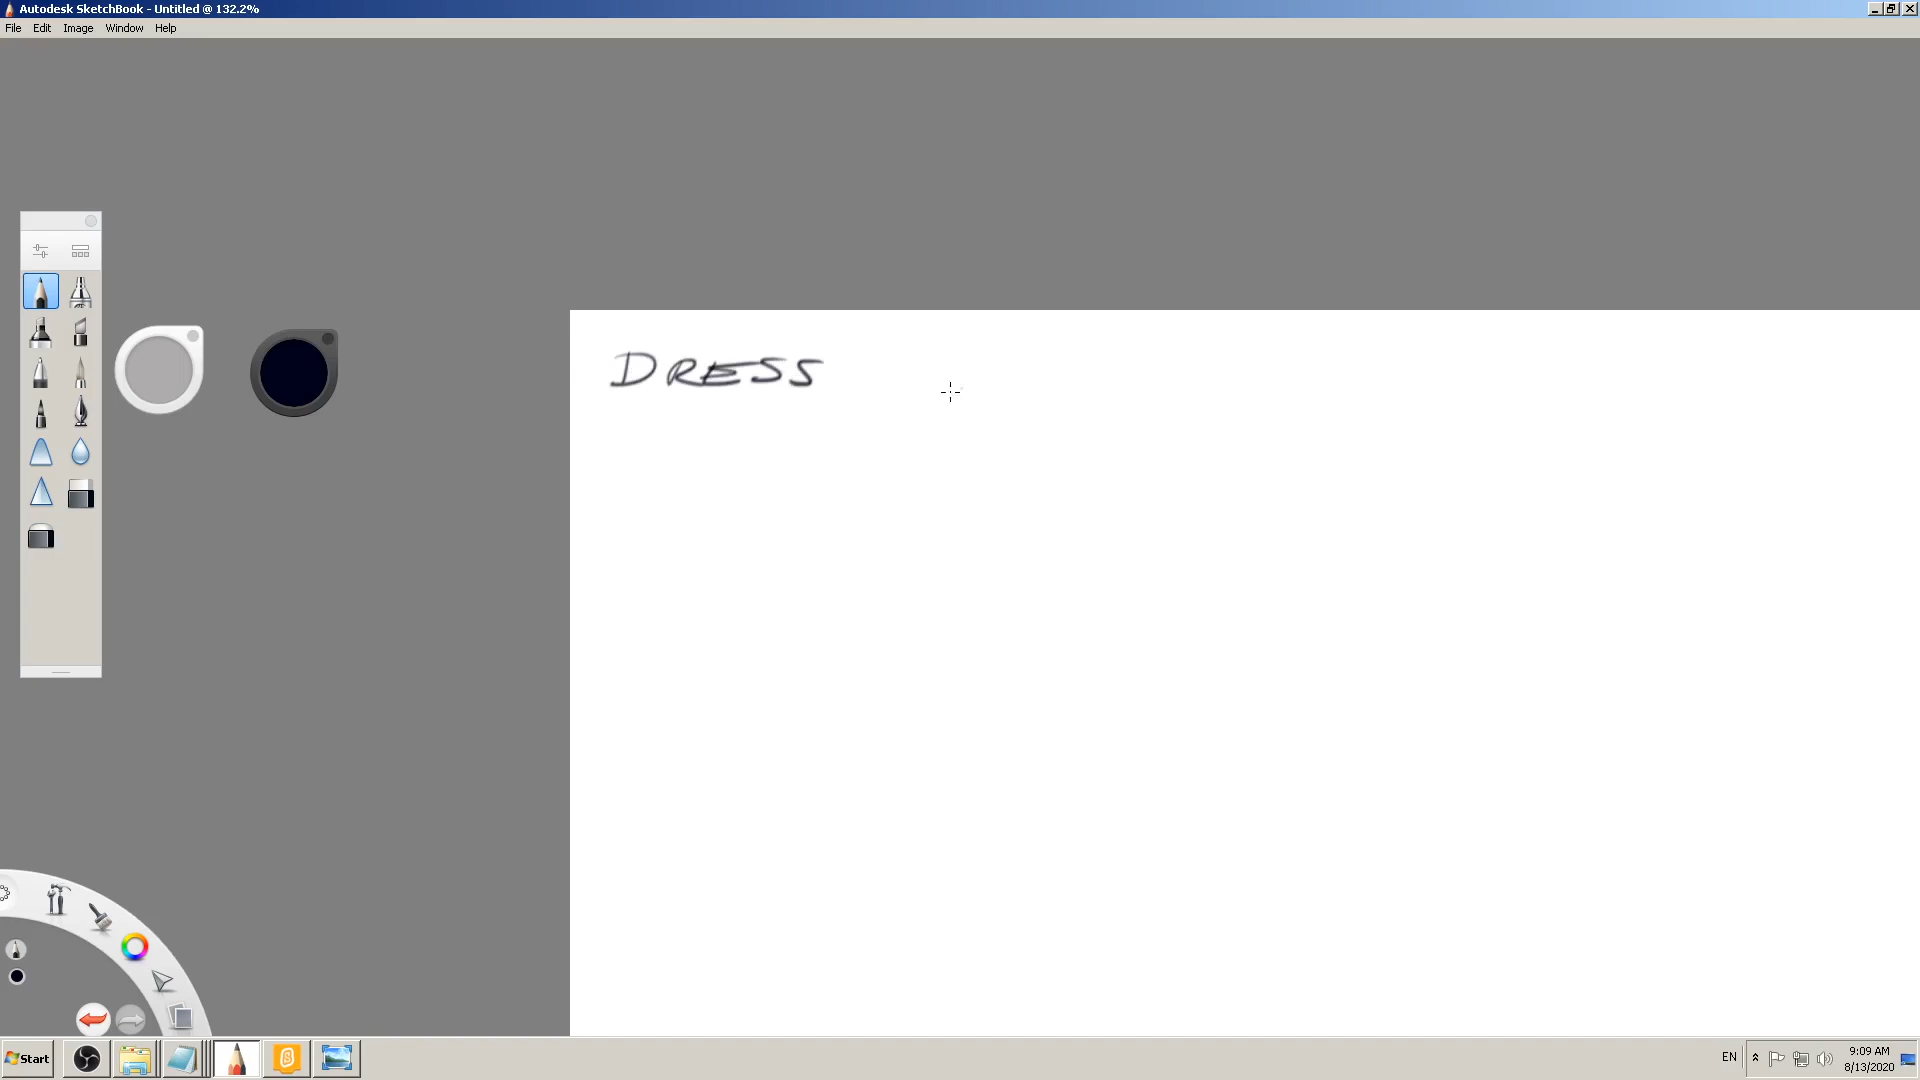 Autodesk SketchBook - Untitled @ 132.2%
File Edit Image Window Help
DRESS
Start
EN
9:09 AM
8/13/2020